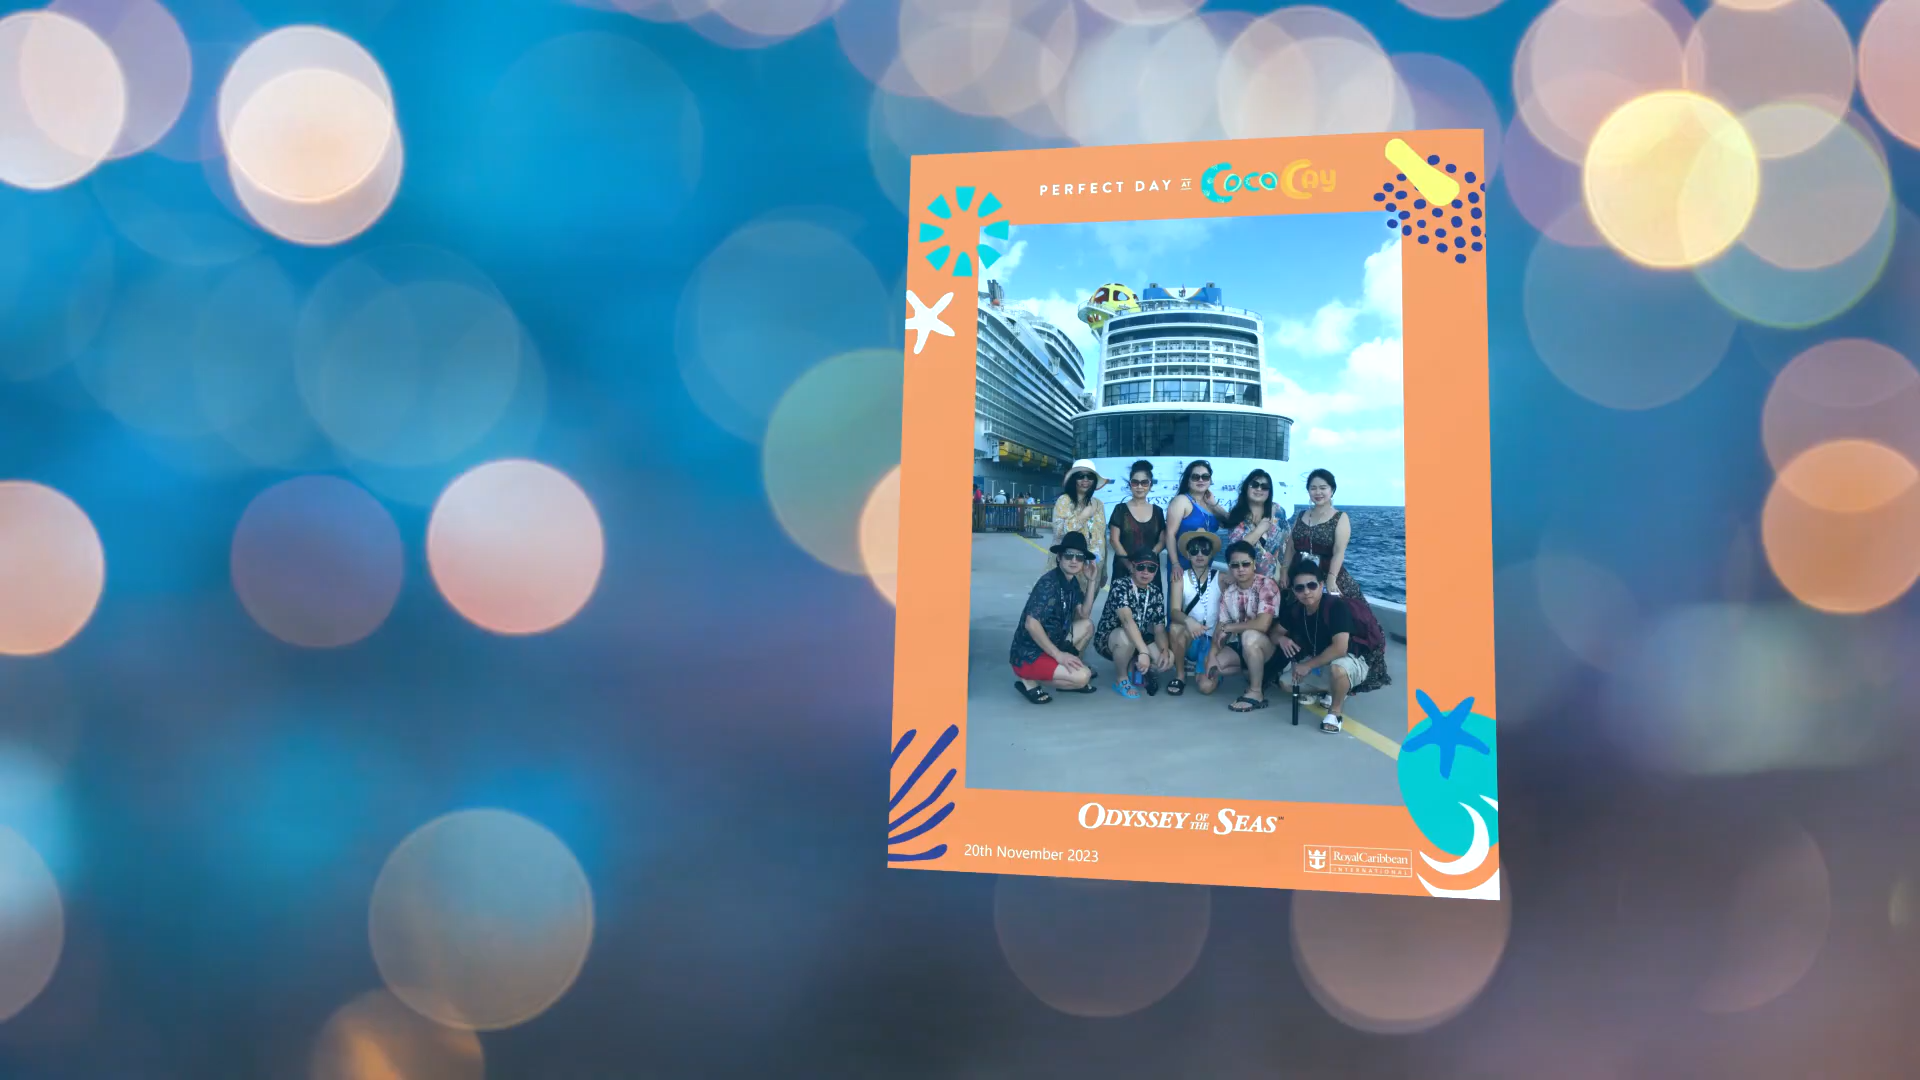 PERFECT DAY AT CocoCay
ODYSSEY OF THE SEAS
20th November 2023
RoyalCaribbean
INTERNATIONAL